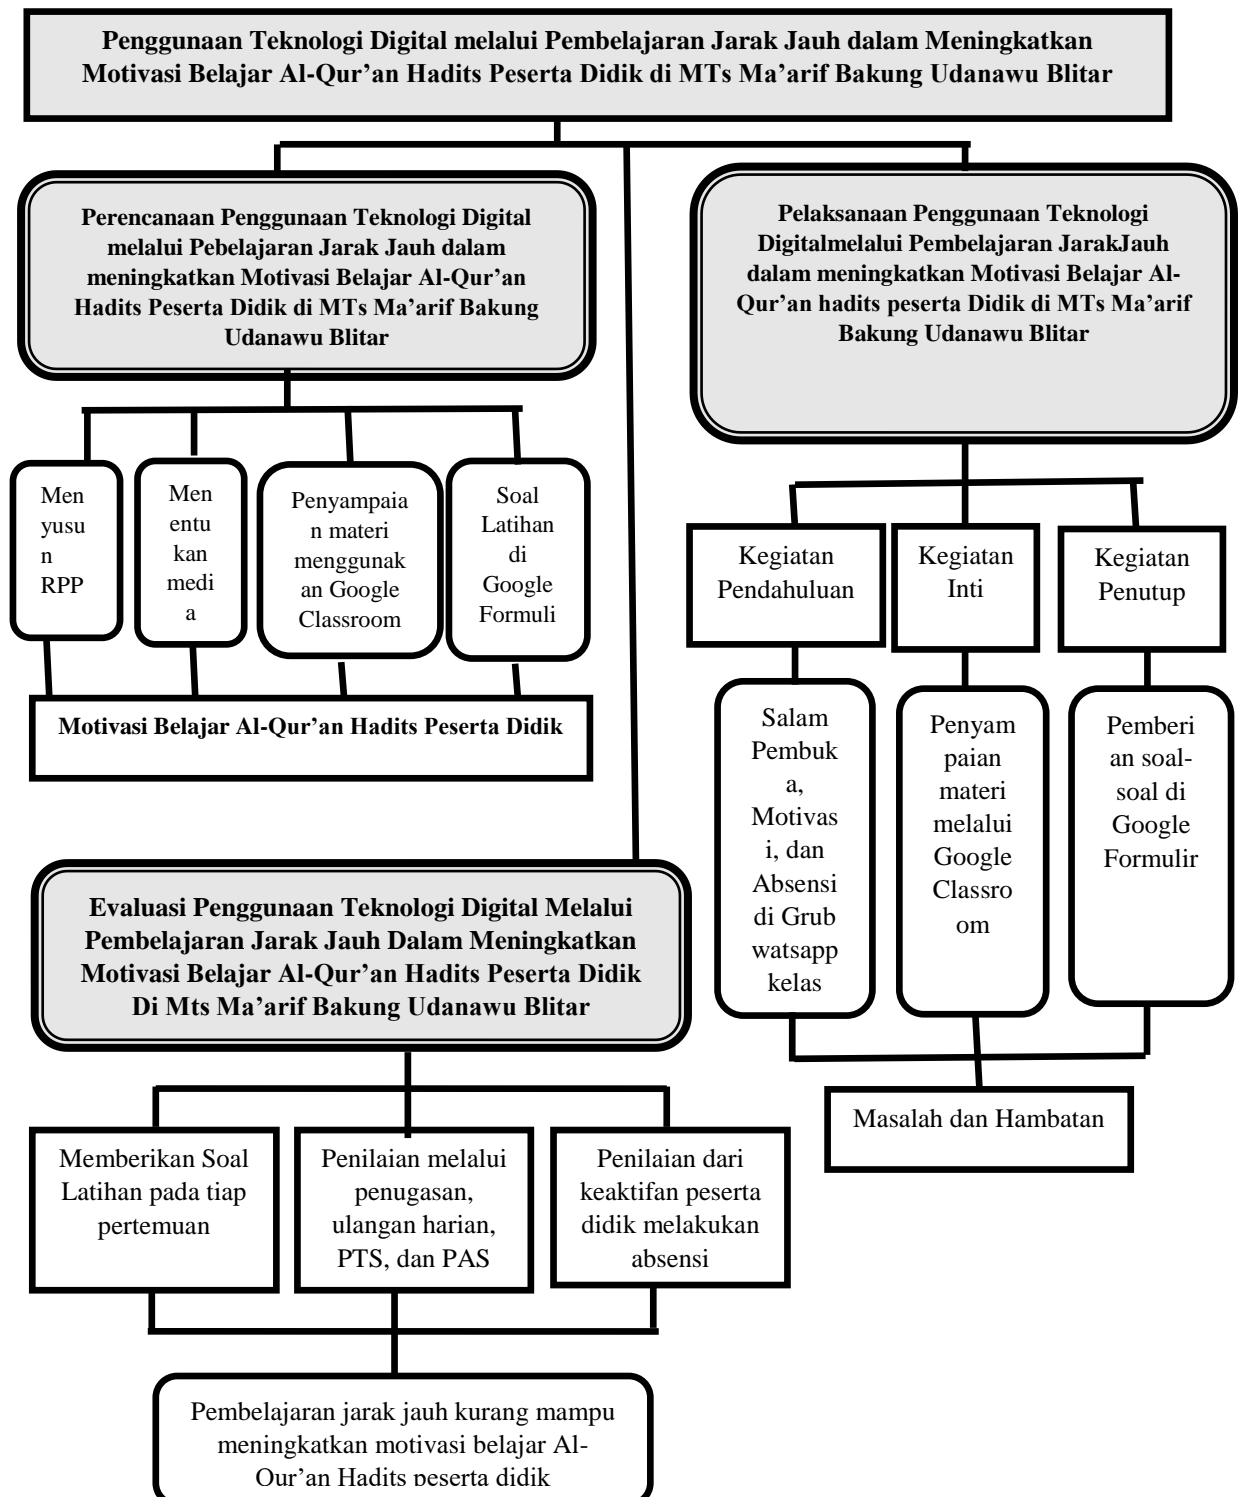 Penggunaan Teknologi Digital melalui Pembelajaran Jarak Jauh dalam Meningkatkan
Motivasi Belajar Al-Qur’an Hadits Peserta Didik di MTs Ma’arif Bakung Udanawu Blitar
Perencanaan Penggunaan Teknologi Digital
melalui Pebelajaran Jarak Jauh dalam
meningkatkan Motivasi Belajar Al-Qur’an
Hadits Peserta Didik di MTs Ma’arif Bakung
Udanawu Blitar
Pelaksanaan Penggunaan Teknologi
Digitalmelalui Pembelajaran JarakJauh
dalam meningkatkan Motivasi Belajar Al-
Qur’an hadits peserta Didik di MTs Ma’arif
Bakung Udanawu Blitar
Men
yusu
n
RPP
Men
entu
kan
medi
a
Penyampaia
n materi
menggunak
an Google
Classroom
Soal
Latihan
di
Google
Formuli
Motivasi Belajar Al-Qur’an Hadits Peserta Didik
Kegiatan
Pendahuluan
Kegiatan
Inti
Kegiatan
Penutup
Salam
Pembuk
a,
Motivas
i, dan
Absensi
di Grub
watsapp
kelas
Penyam
paian
materi
melalui
Google
Classro
om
Pemberi
an soal-
soal di
Google
Formulir
Masalah dan Hambatan
Evaluasi Penggunaan Teknologi Digital Melalui
Pembelajaran Jarak Jauh Dalam Meningkatkan
Motivasi Belajar Al-Qur’an Hadits Peserta Didik
Di Mts Ma’arif Bakung Udanawu Blitar
Memberikan Soal
Latihan pada tiap
pertemuan
Penilaian melalui
penugasan,
ulangan harian,
PTS, dan PAS
Penilaian dari
keaktifan peserta
didik melakukan
absensi
Pembelajaran jarak jauh kurang mampu
meningkatkan motivasi belajar Al-
Qur’an Hadits peserta didik